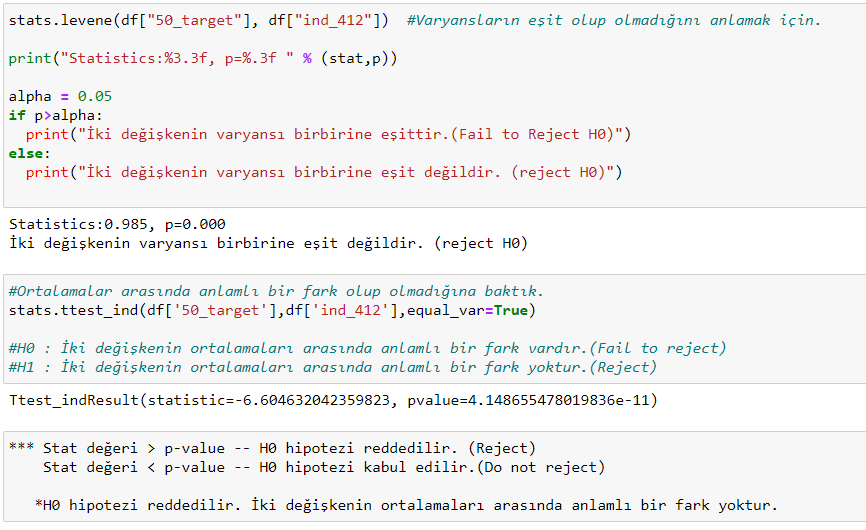 stats.levene(df["50_target"], df["ind_412"])  #Varyansların eşit olup olmadığını anlamak için.
print("Statistics:%3.3f, p=%.3f " % (stat,p))
alpha = 0.05
if p>alpha:
  print("İki değişkenin varyansı birbirine eşittir.(Fail to Reject H0)")
else:
  print("İki değişkenin varyansı birbirine eşit değildir. (reject H0)")
Statistics:0.985, p=0.000
İki değişkenin varyansı birbirine eşit değildir. (reject H0)
#Ortalamalar arasında anlamlı bir fark olup olmadığına baktık.
stats.ttest_ind(df['50_target'],df['ind_412'],equal_var=True)
#H0 : İki değişkenin ortalamaları arasında anlamlı bir fark vardır.(Fail to reject)
#H1 : İki değişkenin ortalamaları arasında anlamlı bir fark yoktur.(Reject)
Ttest_indResult(statistic=-6.604632042359823, pvalue=4.148655478019836e-11)
*** Stat değeri > p-value -- H0 hipotezi reddedilir. (Reject)
    Stat değeri < p-value -- H0 hipotezi kabul edilir.(Do not reject)
   *H0 hipotezi reddedilir. İki değişkenin ortalamaları arasında anlamlı bir fark yoktur.